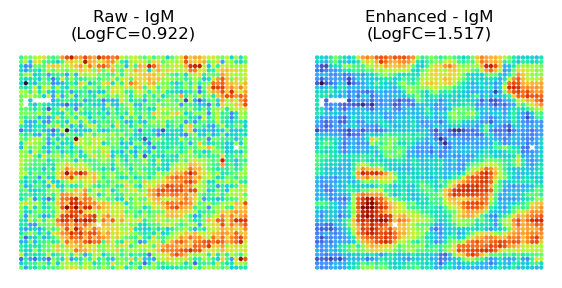 Raw - IgM
(LogFC=0.922)
Enhanced - IgM
(LogFC=1.517)